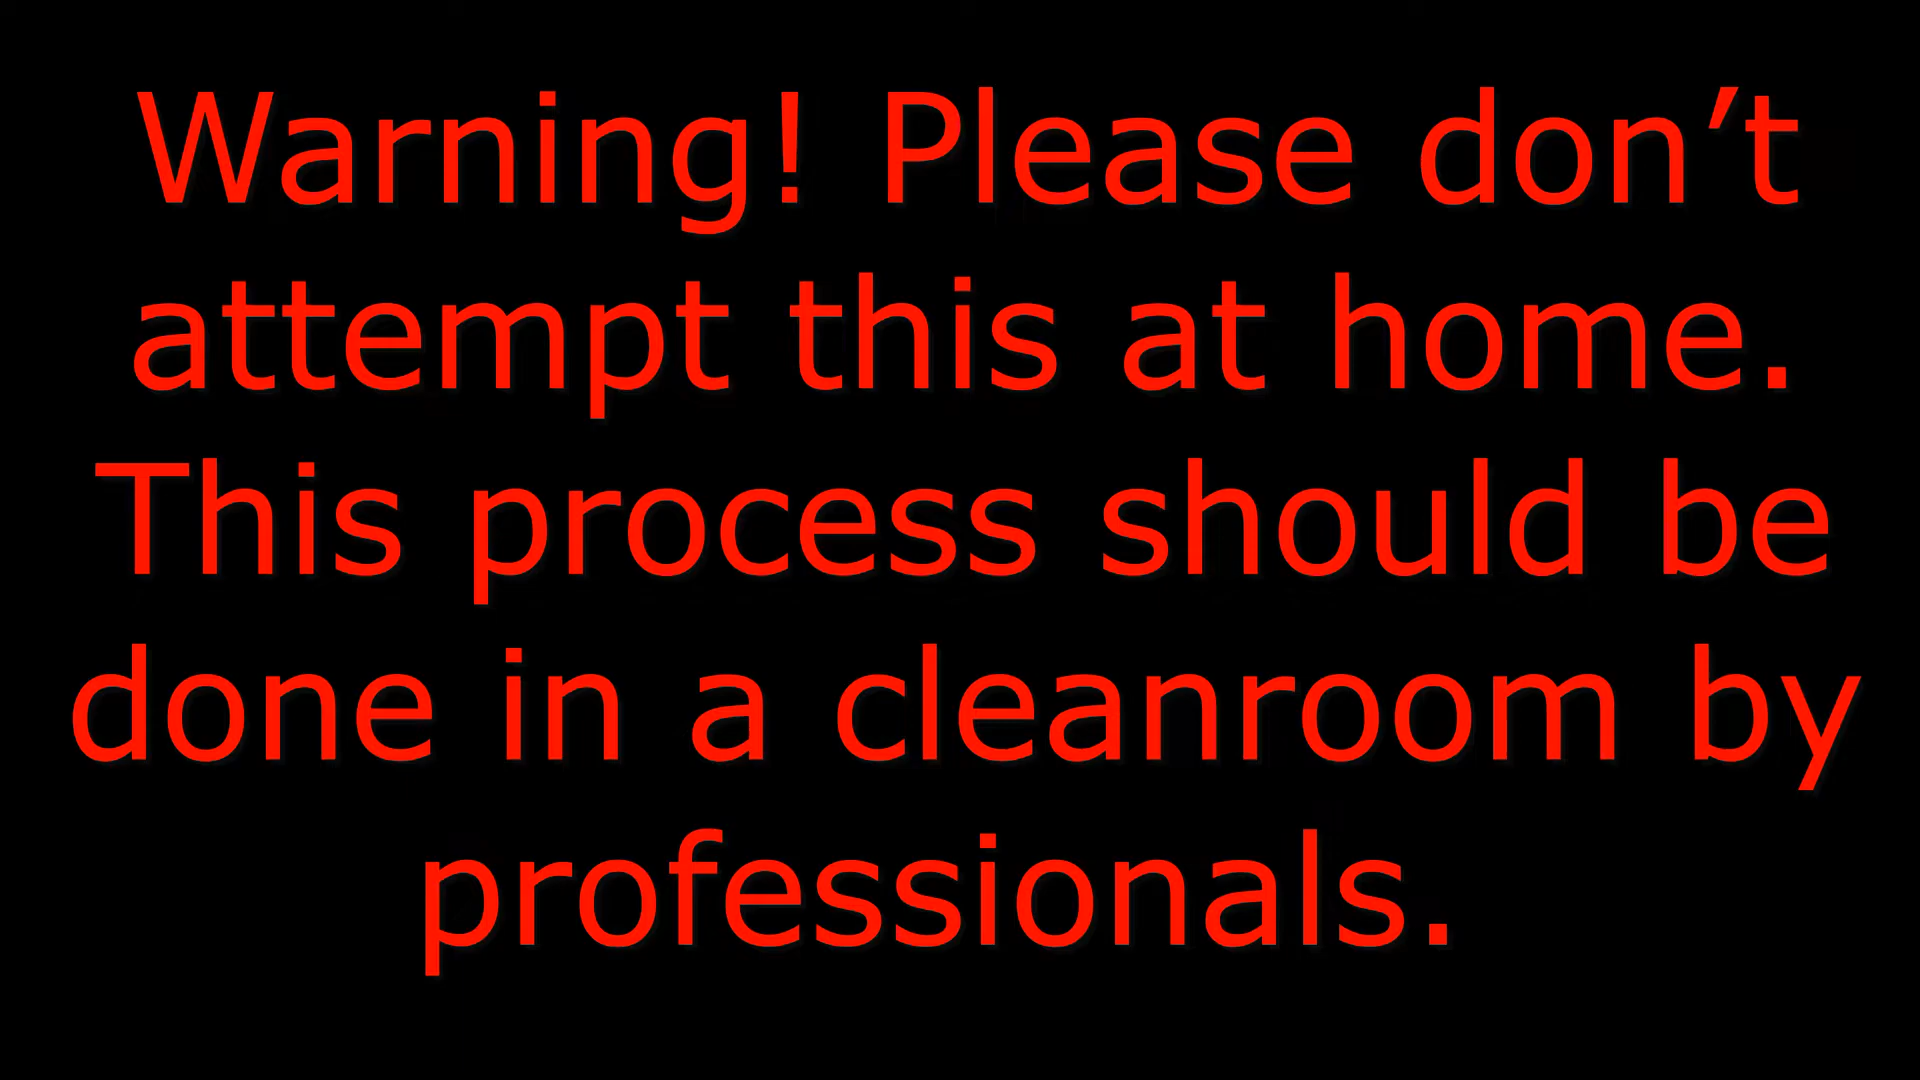 Warning! Please don’t
attempt this at home.
This process should be
done in a cleanroom by
professionals.